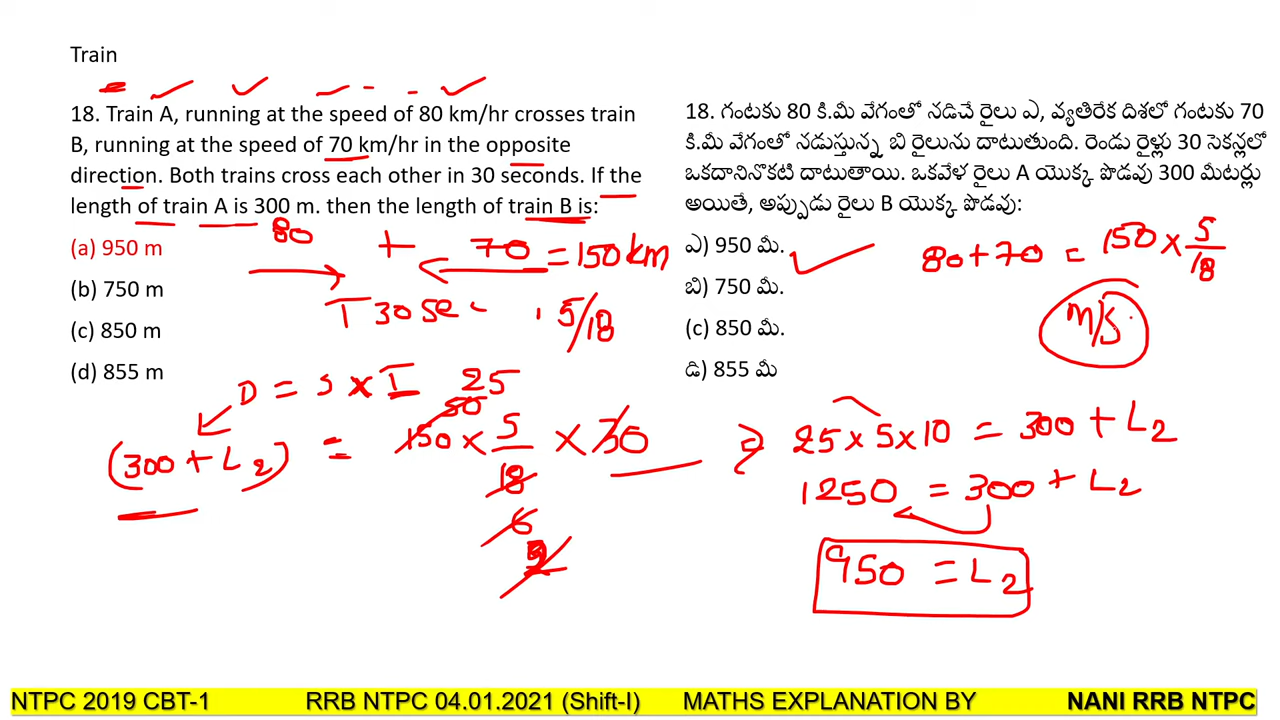 Train
18. Train A, running at the speed of 80 km/hr crosses train
B, running at the speed of 70 km/hr in the opposite
direction. Both trains cross each other in 30 seconds. If the
length of train A is 300 m. then the length of train B is:
(a) 950 m
(b) 750 m
(c) 850 m
(d) 855 m
80 + 70 = 150 km
T 30 Se
5/18
D = S x T
25
50
(300 + L2) = 150 x 5/18 x 30
6
18. గంటకు 80 కి.మీ వేగంతో నడిచే రైలు ఎ, వ్యతిరేక దిశలో గంటకు 70
కి.మీ వేగంతో నడుస్తున్న బి రైలును దాటుతుంది. రెండు రైళ్లు 30 సెకన్లలో
ఒకదానినొకటి దాటుతాయి. ఒకవేళ రైలు A యొక్క పొడవు 300 మీటర్లు
అయితే, అప్పుడు రైలు B యొక్క పొడవు:
ఎ) 950 మీ.
బి) 750 మీ.
(c) 850 మీ.
డి) 855 మీ
80 + 70 = 150 x 5/18
m/s
⇒ 25 x 5 x 10 = 300 + L2
1250 = 300 + L2
950 = L2
NTPC 2019 CBT-1 RRB NTPC 04.01.2021 (Shift-I) MATHS EXPLANATION BY NANI RRB NTPC